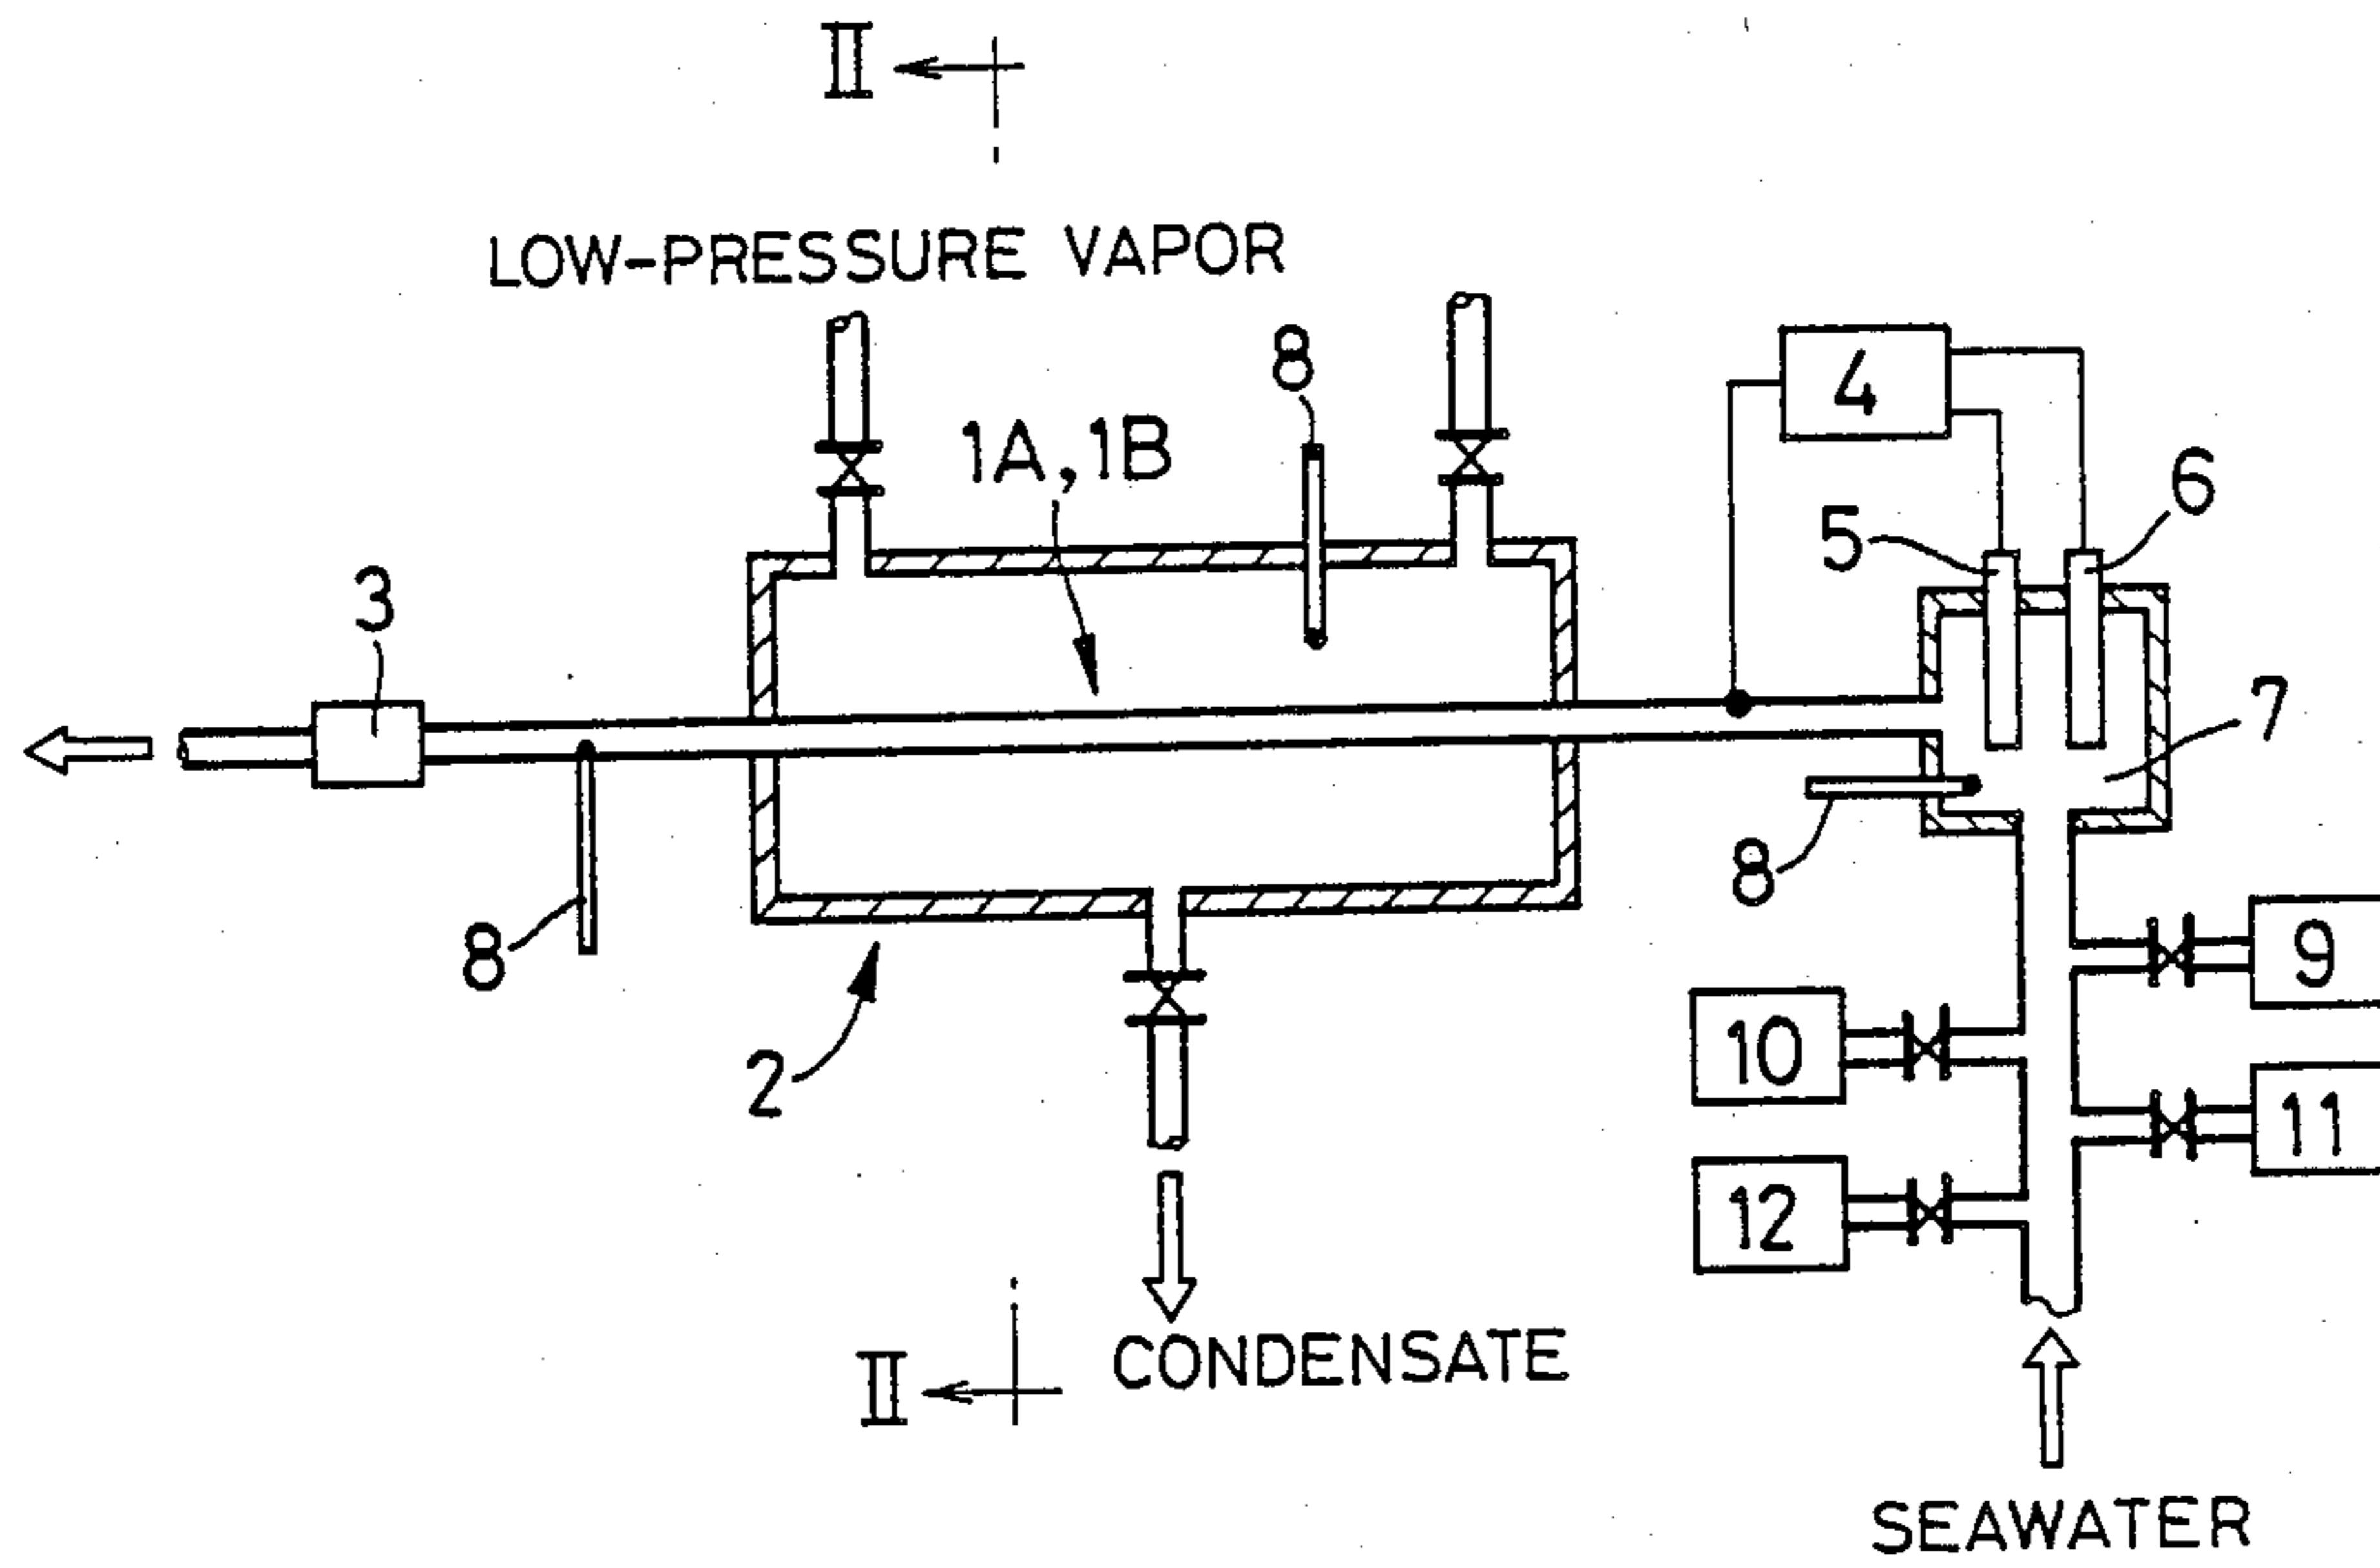 II
LOW-PRESSURE VAPOR
8
4
1A, 1B
6
5
3
7
8
8
9
2
10
11
12
CONDENSATE
II
SEAWATER